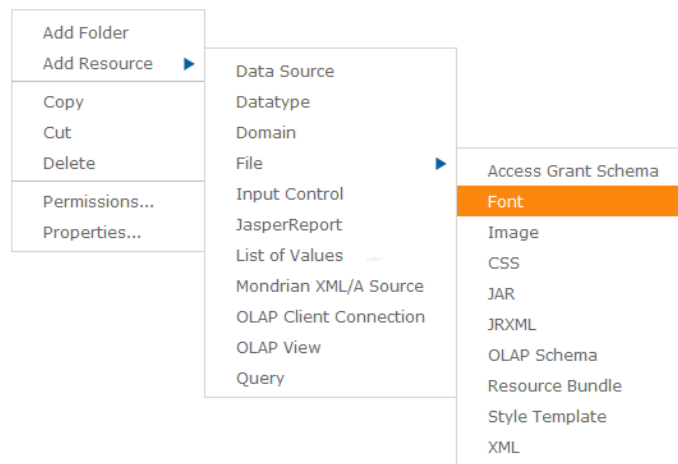 Add Folder
Add Resource
Copy
Cut
Delete
Permissions...
Properties...
Data Source
Datatype
Domain
File
Input Control
JasperReport
List of Values
Mondrian XML/A Source
OLAP Client Connection
OLAP View
Query
Access Grant Schema
Font
Image
CSS
JAR
JRXML
OLAP Schema
Resource Bundle
Style Template
XML